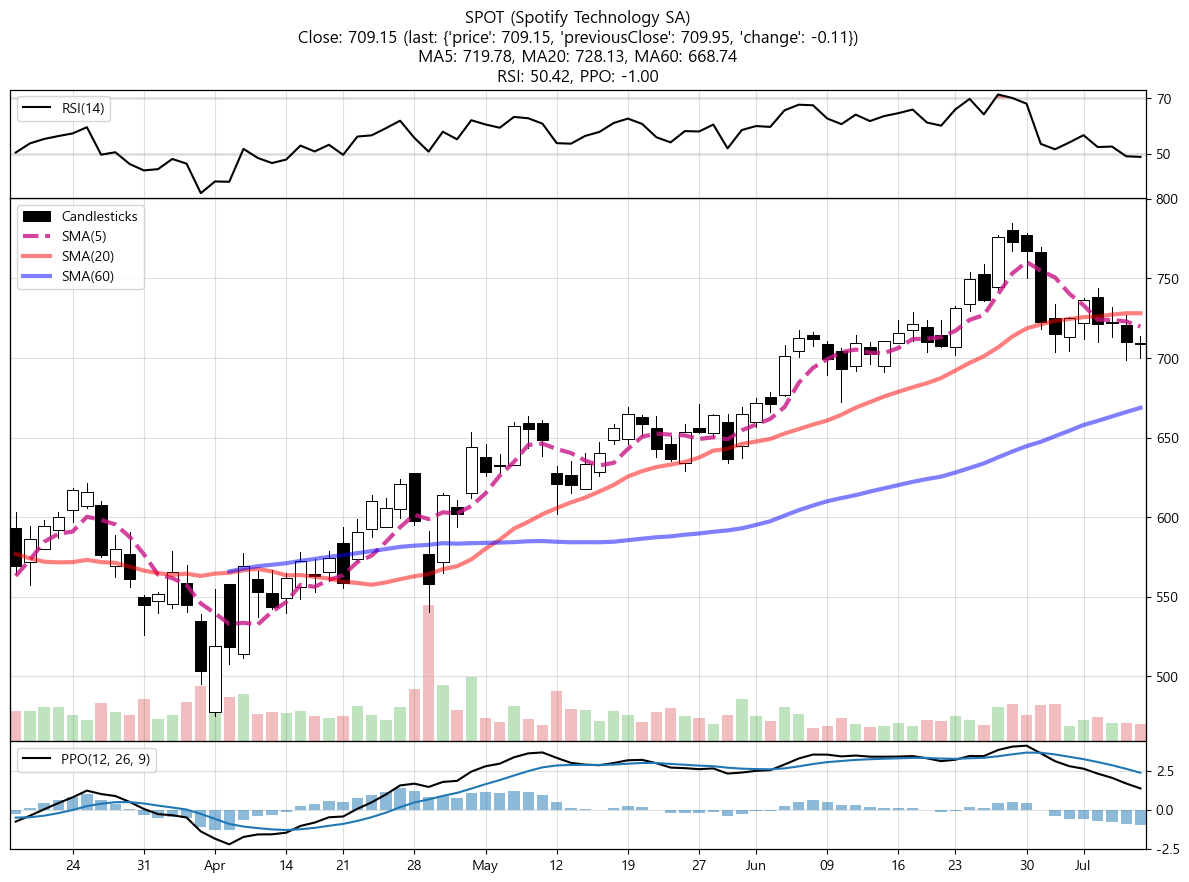 SPOT (Spotify Technology SA)
Close: 709.15 (last: {'price': 709.15, 'previousClose': 709.95, 'change': -0.11})
MA5: 719.78, MA20: 728.13, MA60: 668.74
RSI: 50.42, PPO: -1.00
RSI(14)
70
50
800
Candlesticks
SMA(5)
SMA(20)
SMA(60)
750
700
650
600
550
500
PPO(12, 26, 9)
2.5
0.0
-2.5
24 31 Apr 14 21 28 May 12 19 27 Jun 09 16 23 30 Jul